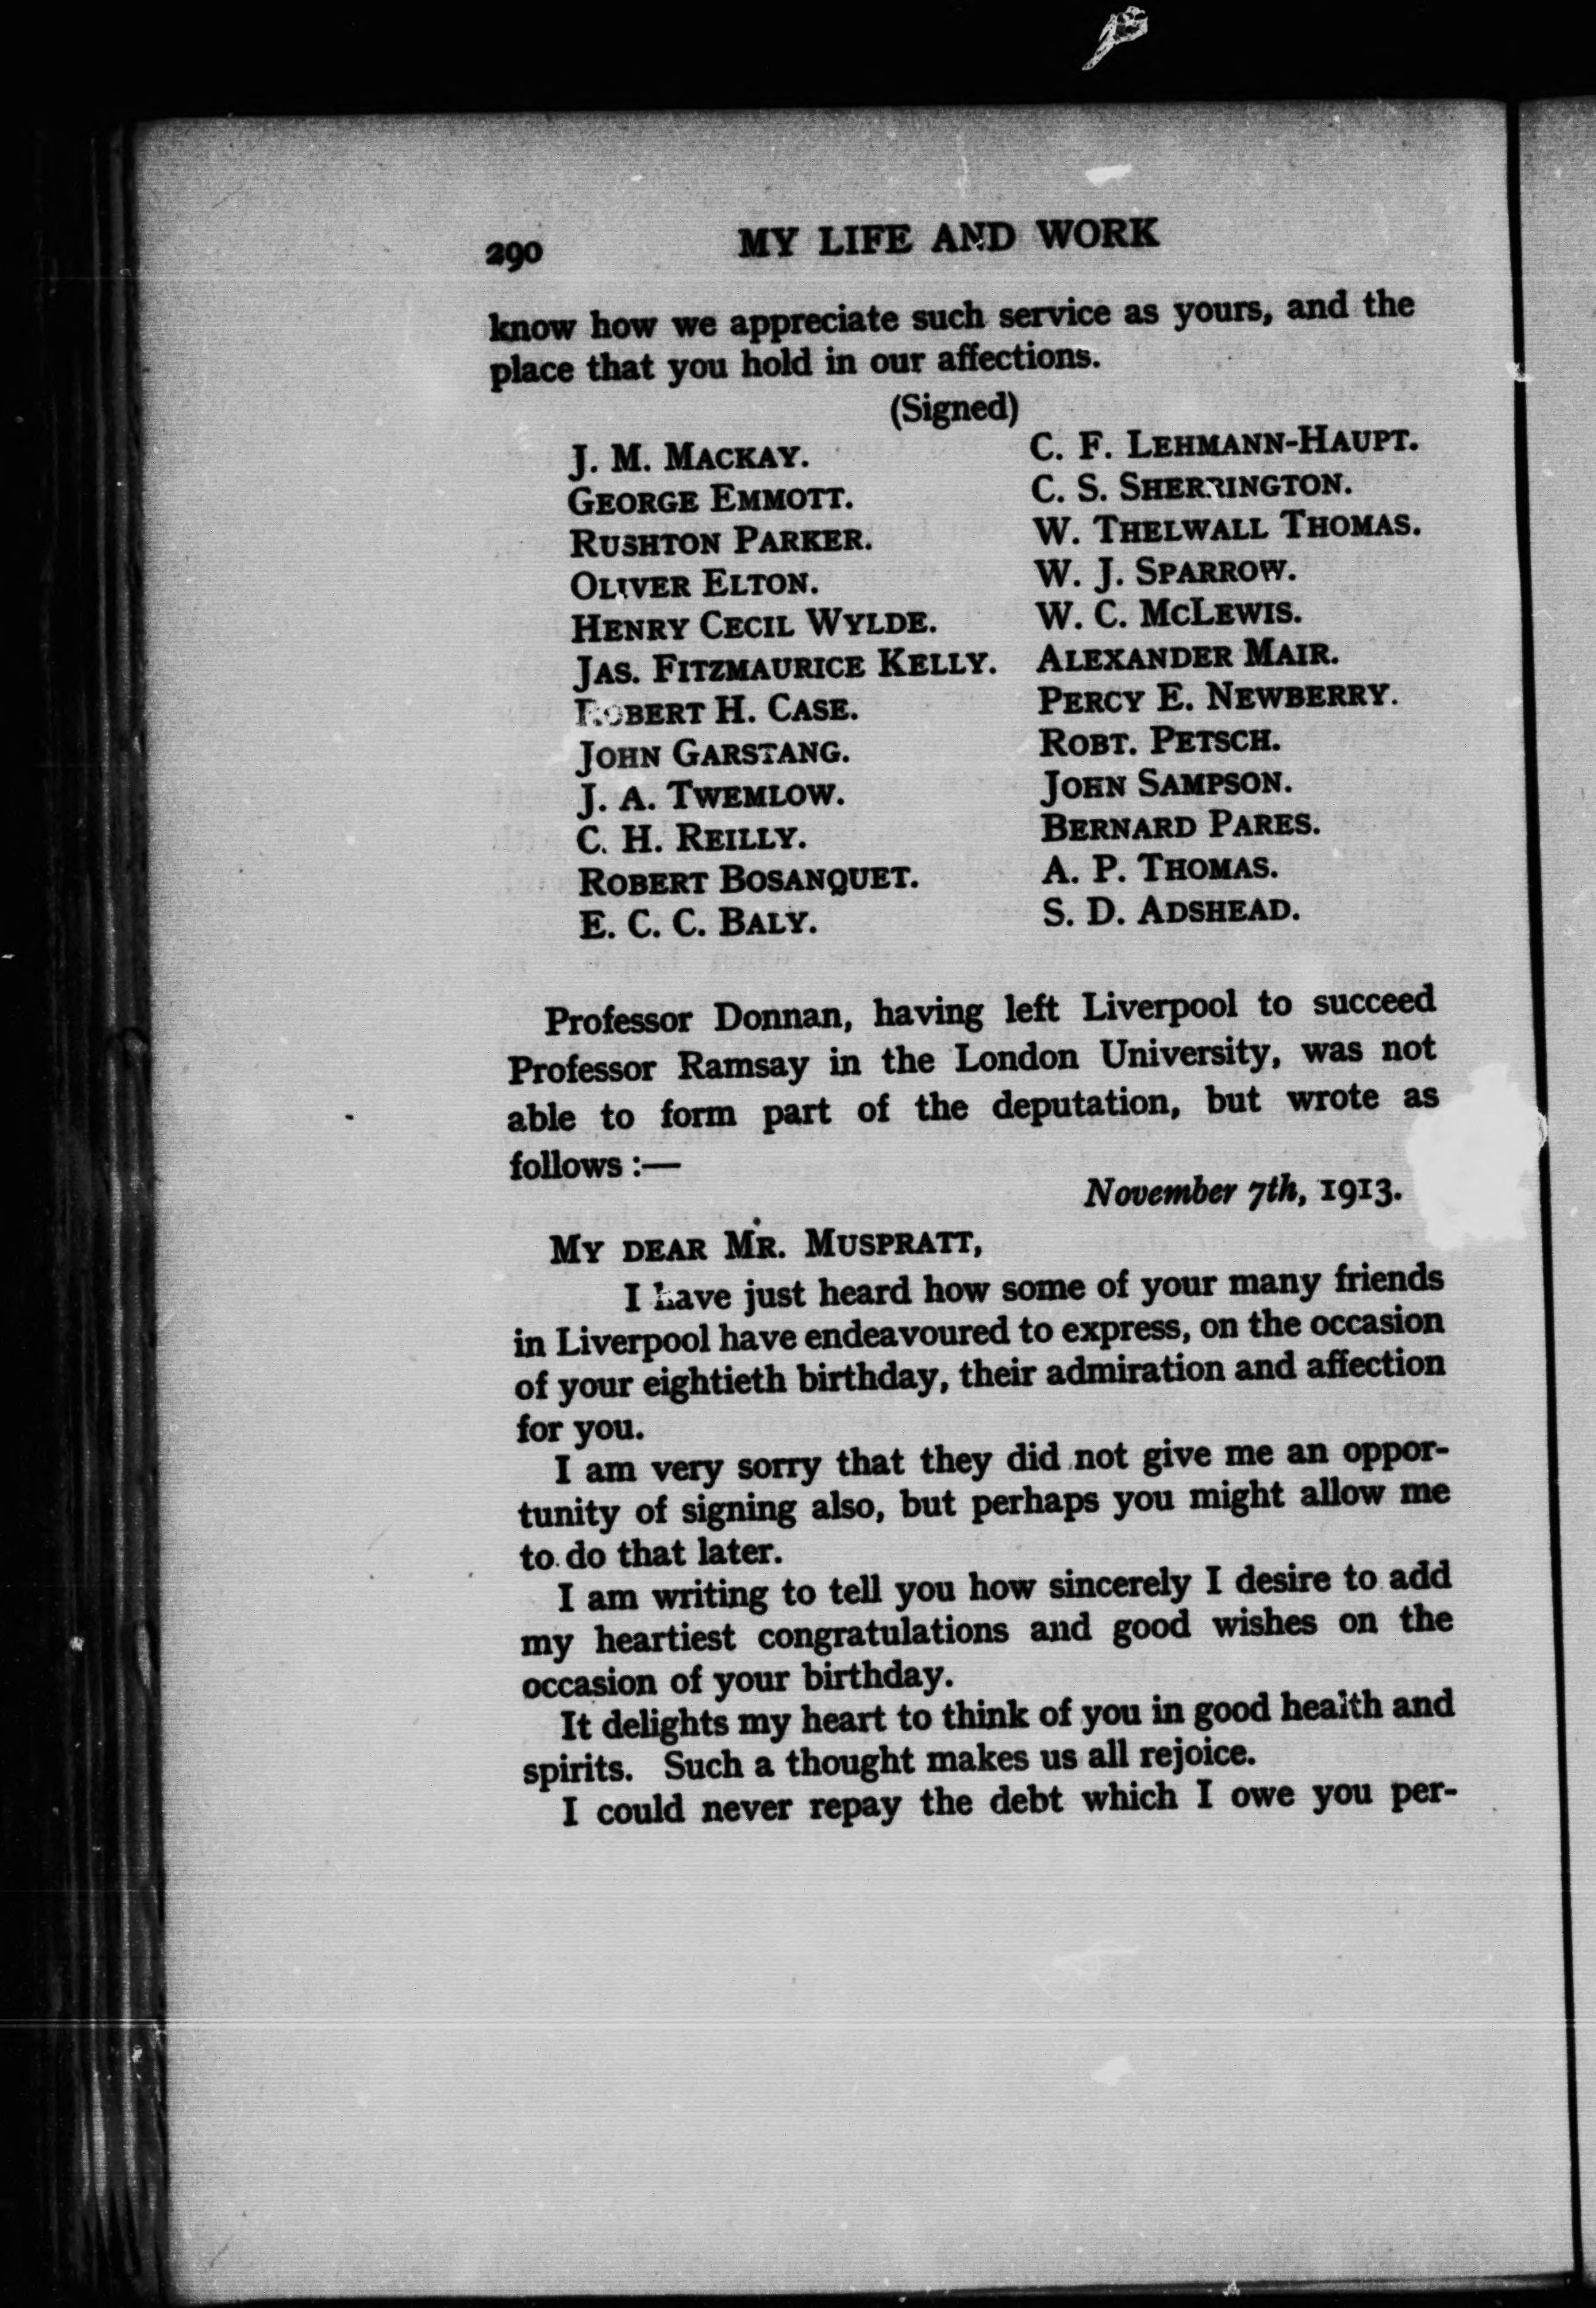 290 MY LIFE AND WORK
know how we appreciate such service as yours, and the
place that you hold in our affections.
(Signed)
J. M. MACKAY. C. F. LEHMANN-HAUPT.
GEORGE EMMOTT. C. S. SHERRINGTON.
RUSHTON PARKER. W. THELWALL THOMAS.
OLIVER ELTON. W. J. SPARROW.
HENRY CECIL WYLDE. W. C. MCLEWIS.
JAS. FITZMAURICE KELLY. ALEXANDER MAIR.
ROBERT H. CASE. PERCY E. NEWBERRY.
JOHN GARSTANG. ROBT. PETSCH.
J. A. TWEMLOW. JOHN SAMPSON.
C. H. REILLY. BERNARD PARES.
ROBERT BOSANQUET. A. P. THOMAS.
E. C. C. BALY. S. D. ADSHEAD.
Professor Donnan, having left Liverpool to succeed
Professor Ramsay in the London University, was not
able to form part of the deputation, but wrote as
follows :—
November 7th, 1913.
MY DEAR MR. MUSPRATT,
I have just heard how some of your many friends
in Liverpool have endeavoured to express, on the occasion
of your eightieth birthday, their admiration and affection
for you.
I am very sorry that they did not give me an oppor-
tunity of signing also, but perhaps you might allow me
to do that later.
I am writing to tell you how sincerely I desire to add
my heartiest congratulations and good wishes on the
occasion of your birthday.
It delights my heart to think of you in good health and
spirits. Such a thought makes us all rejoice.
I could never repay the debt which I owe you per-